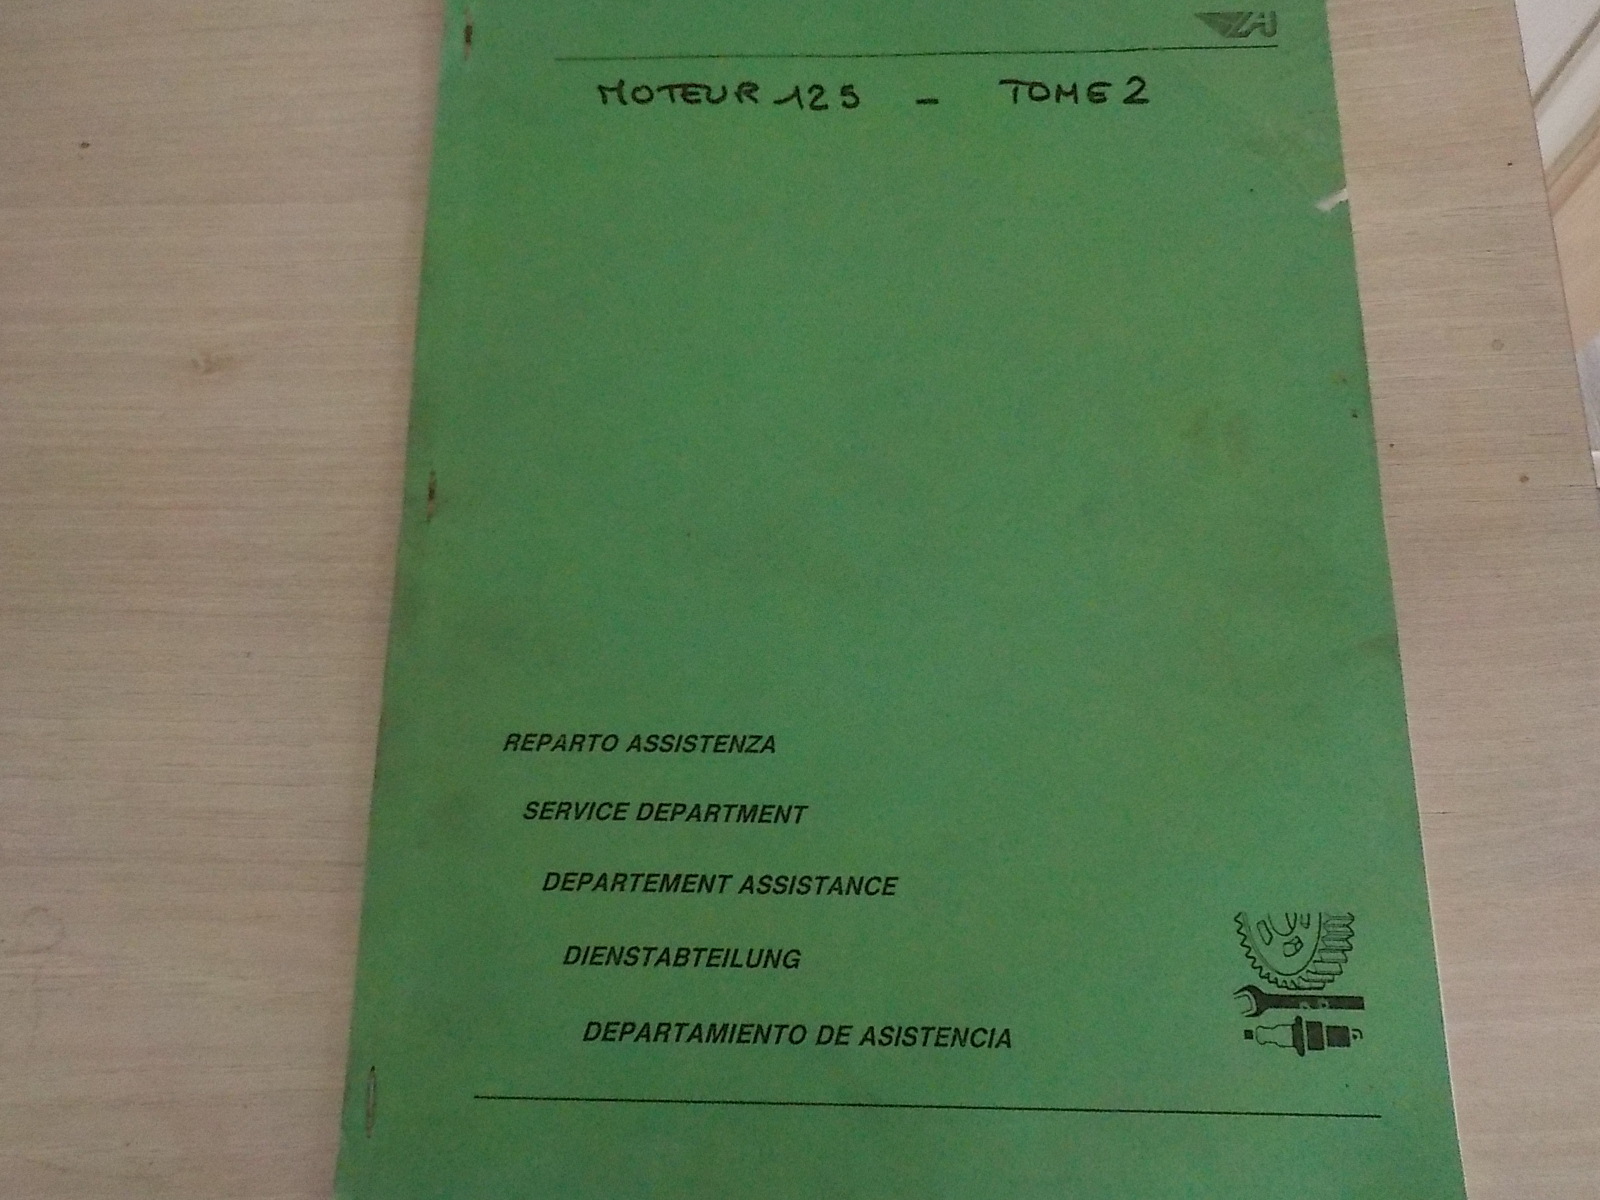 MOTEUR 125 - TOME 2
REPARTO ASSISTENZA
SERVICE DEPARTMENT
DEPARTEMENT ASSISTANCE
DIENSTABTEILUNG
DEPARTAMIENTO DE ASISTENCIA